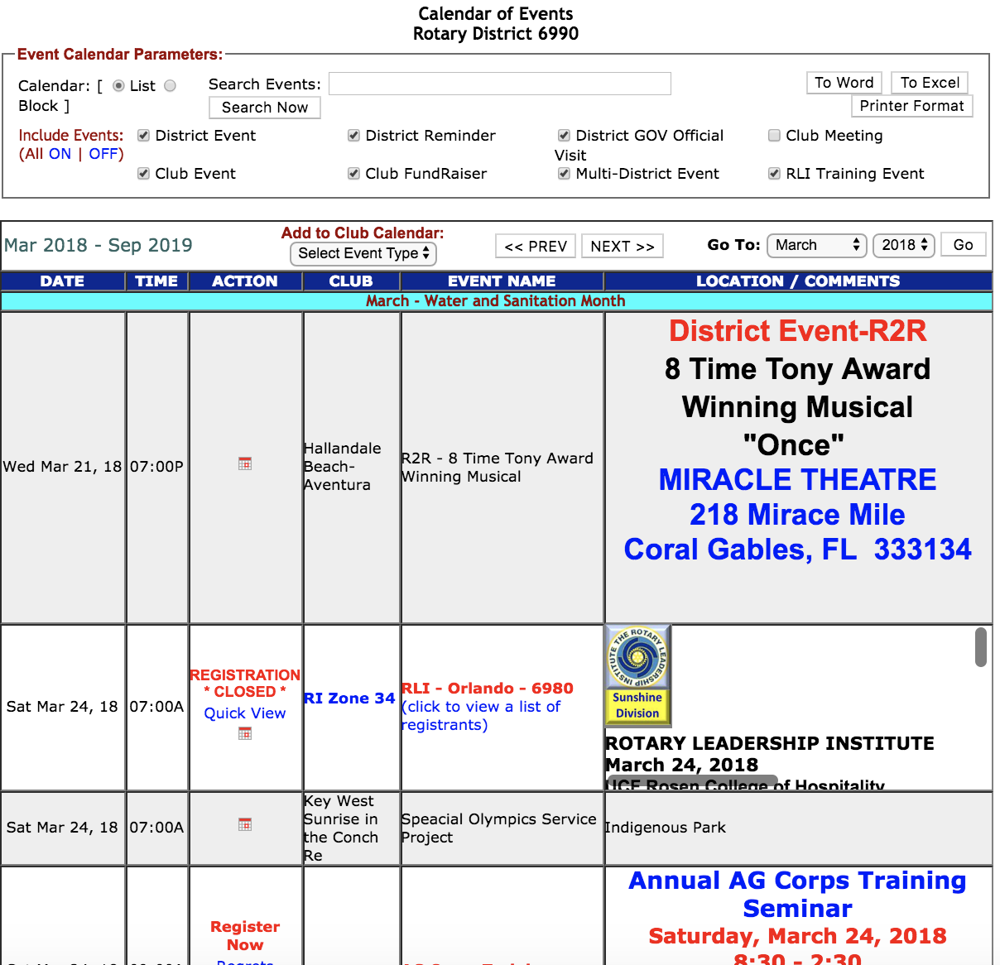 Calendar of Events
Rotary District 6990
Event Calendar Parameters:
Calendar: [ List
Block ]
Search Events:
Search Now
To Word
To Excel
Printer Format
Include Events:
(All ON | OFF)
District Event
District Reminder
District GOV Official
Visit
Club Meeting
Club Event
Club FundRaiser
Multi-District Event
RLI Training Event
Mar 2018 - Sep 2019
Add to Club Calendar:
Select Event Type
<< PREV
NEXT >>
Go To:
March
2018
Go
DATE
TIME
ACTION
CLUB
EVENT NAME
LOCATION / COMMENTS
March - Water and Sanitation Month
Wed Mar 21, 18
07:00P
Hallandale
Beach-
Aventura
R2R - 8 Time Tony Award
Winning Musical
District Event-R2R
8 Time Tony Award
Winning Musical
"Once"
MIRACLE THEATRE
218 Mirace Mile
Coral Gables, FL  333134
Sat Mar 24, 18
07:00A
REGISTRATION
* CLOSED *
Quick View
RI Zone 34
RLI - Orlando - 6980
(click to view a list of
registrants)
THE ROTARY LEADERSHIP INSTITUTE
Sunshine
Division
ROTARY LEADERSHIP INSTITUTE
March 24, 2018
UCF Rosen College of Hospitality
Sat Mar 24, 18
07:00A
Key West
Sunrise in
the Conch
Re
Speacial Olympics Service
Project
Indigenous Park
Register
Now
Regrets
Annual AG Corps Training
Seminar
Saturday, March 24, 2018
8:30 - 2:30